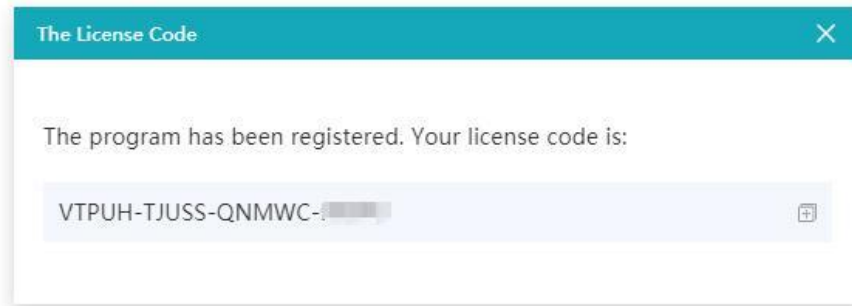 The License Code
The program has been registered. Your license code is:
VTPUH-TJUSS-QNMWC-